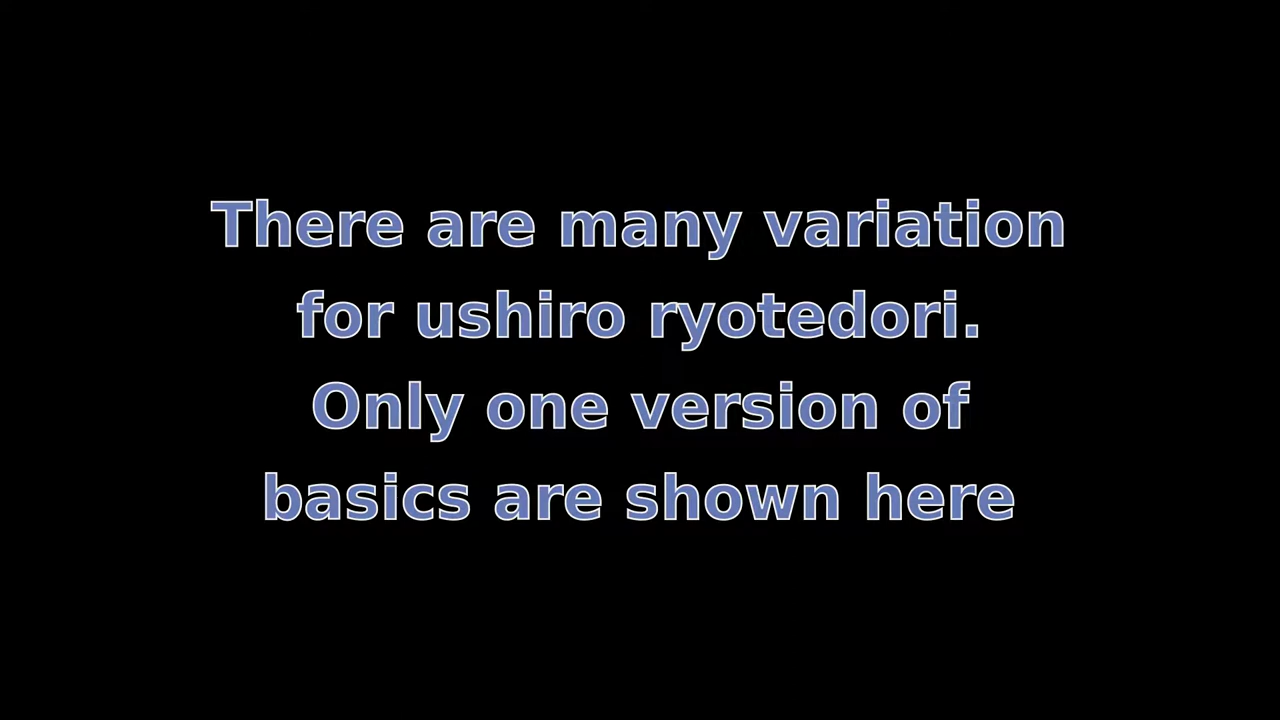 There are many variation
for ushiro ryotedori.
Only one version of
basics are shown here